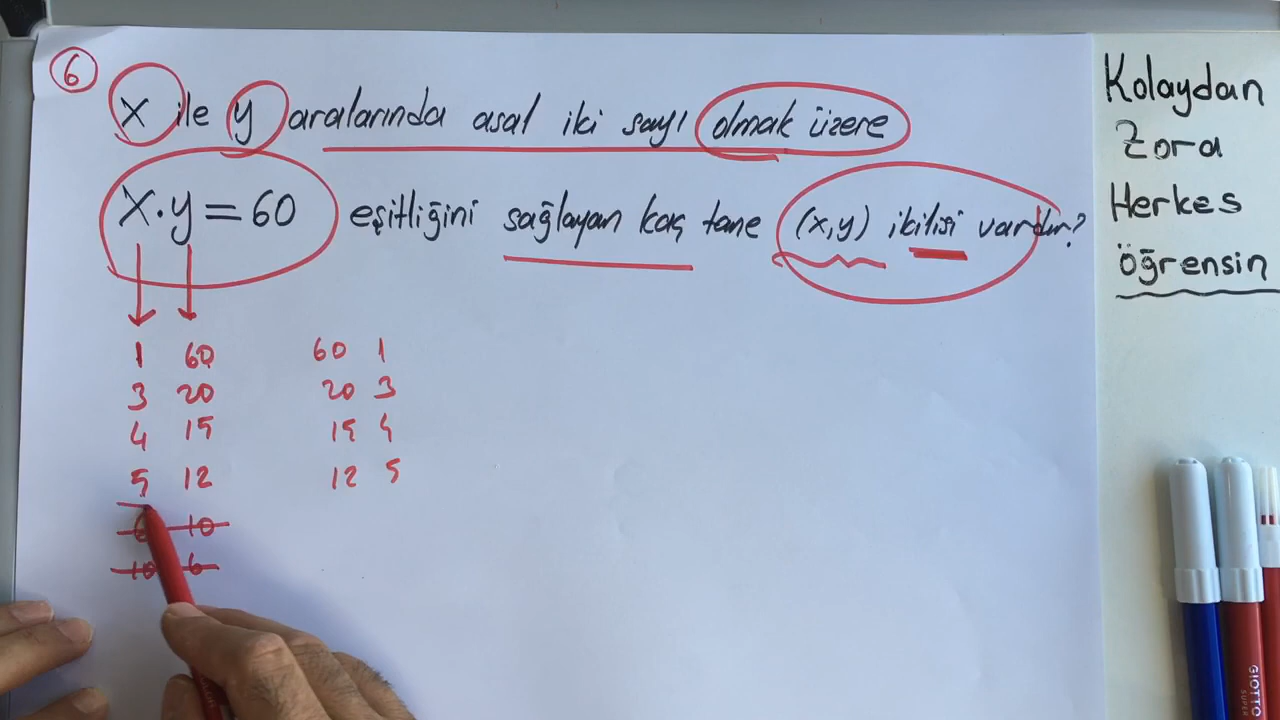 6
x ile y aralarında asal iki sayı olmak üzere
x.y=60 eşitliğini sağlayan kaç tane (x,y) ikilisi vardır?
1 60 60 1
3 20 20 3
4 15 15 4
5 12 12 5
10
10 6
Kolaydan
Zora
Herkes
öğrensin
GIOTTO